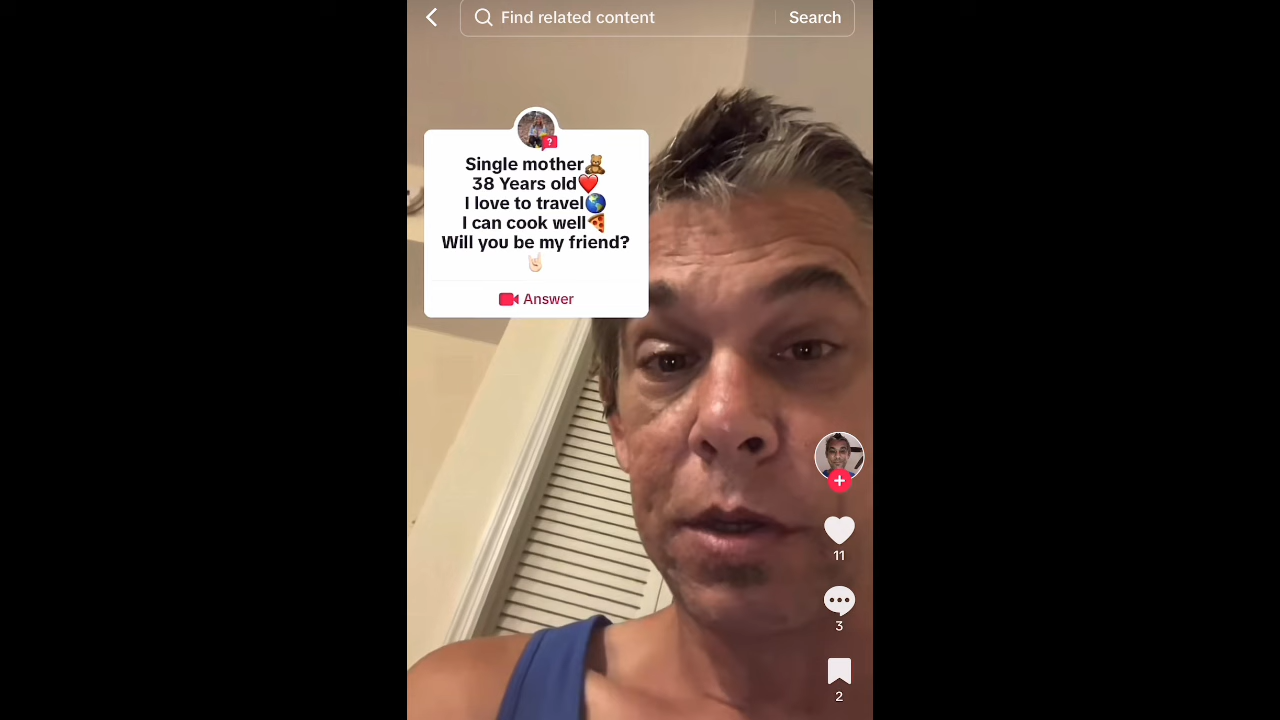 Find related content
Search
Single mother🧸
38 Years old❤️
I love to travel🌎
I can cook well🍕
Will you be my friend?
🤘🏻
Answer
11
3
2